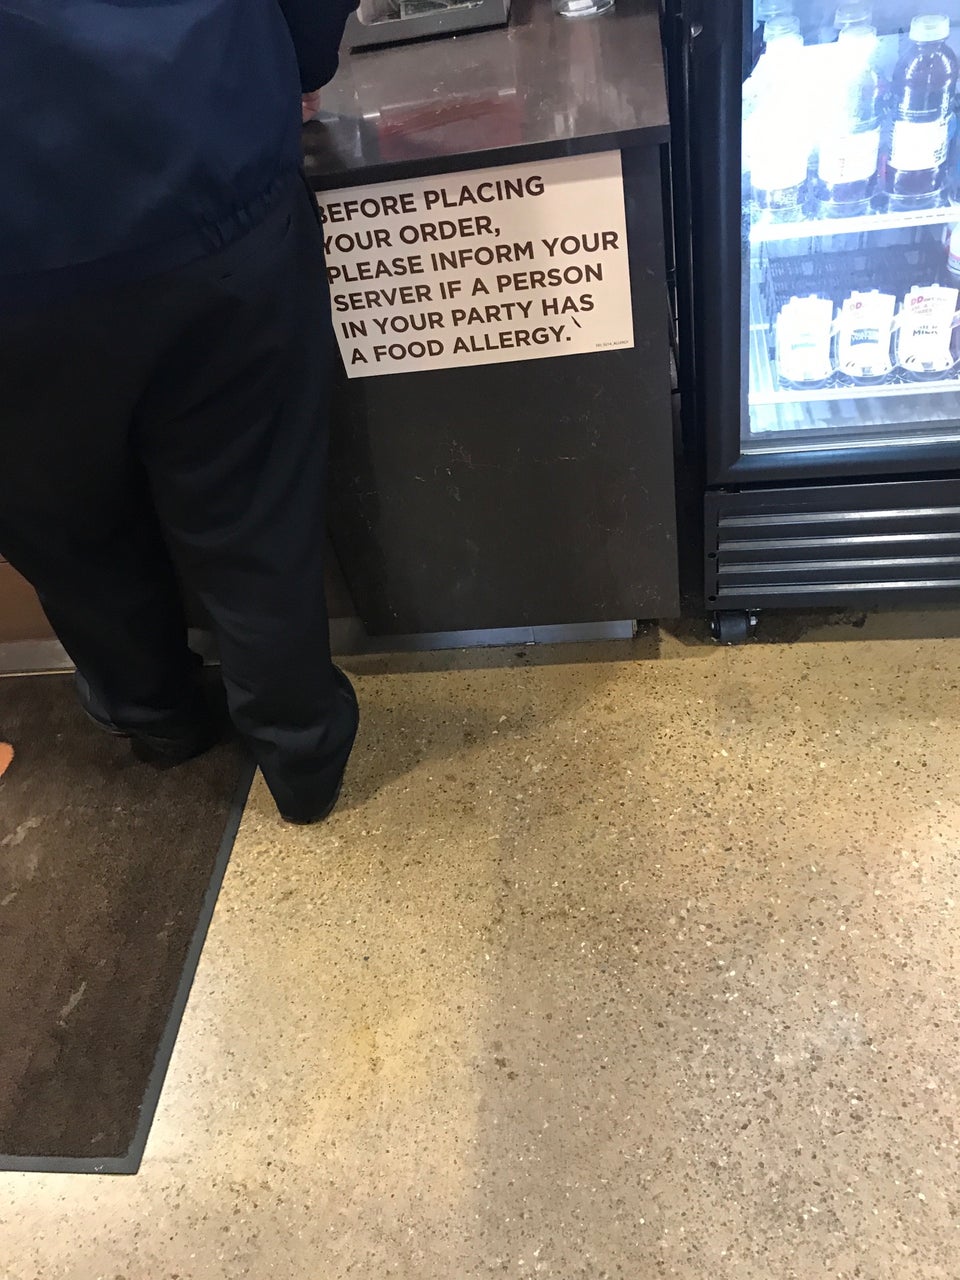 BEFORE PLACING
YOUR ORDER,
PLEASE INFORM YOUR
SERVER IF A PERSON
IN YOUR PARTY HAS
A FOOD ALLERGY.